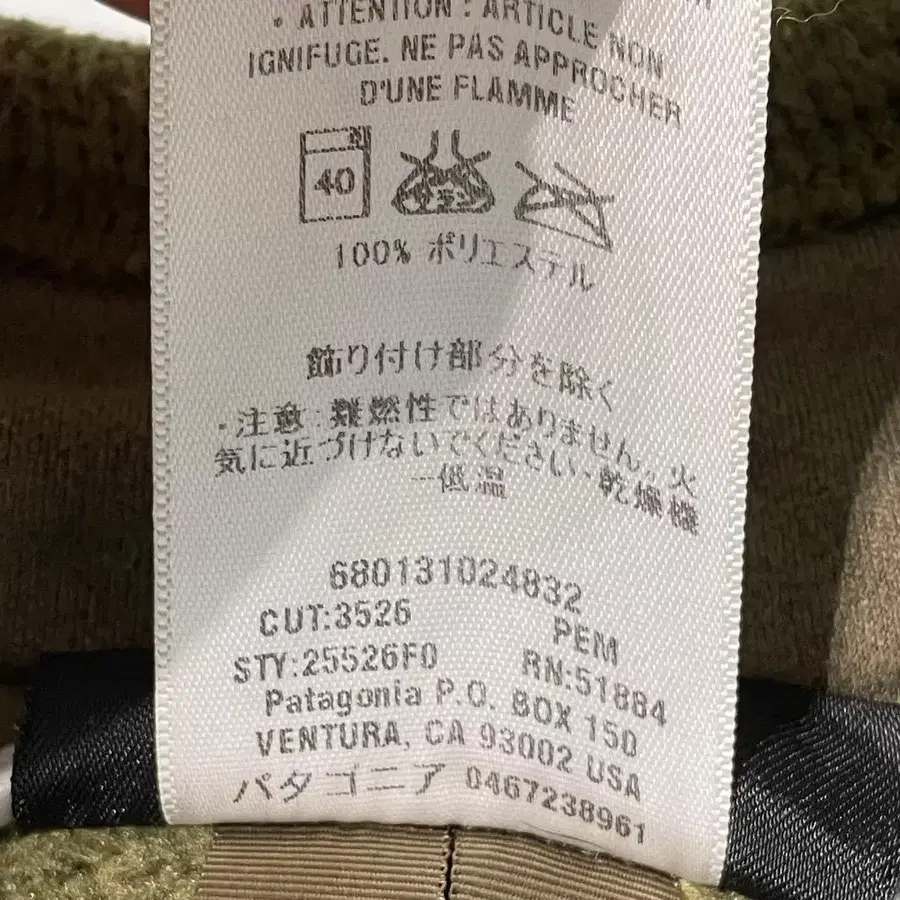 • ATTENTION : ARTICLE NON
IGNIFUGE. NE PAS APPROCHER
D'UNE FLAMME
40
100% ポリエステル
飾り付け部分を除く
・注意:難燃性ではありません。火
気に近づけないでください・乾燥機
一低温
680131024832
CUT:3526 PEM
STY:25526F0 RN:51884
Patagonia P.O. BOX 150
VENTURA, CA 93002 USA
パタゴニア 0467238961